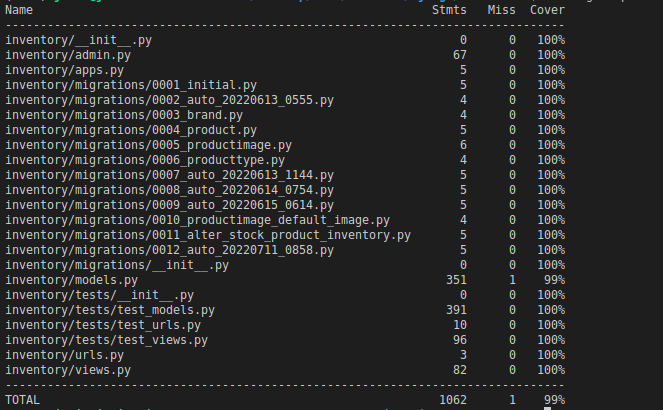 Name Stmts Miss Cover
----------------------------------------------------------------------------
inventory/__init__.py 0 0 100%
inventory/admin.py 67 0 100%
inventory/apps.py 5 0 100%
inventory/migrations/0001_initial.py 5 0 100%
inventory/migrations/0002_auto_20220613_0555.py 4 0 100%
inventory/migrations/0003_brand.py 4 0 100%
inventory/migrations/0004_product.py 5 0 100%
inventory/migrations/0005_productimage.py 6 0 100%
inventory/migrations/0006_producttype.py 4 0 100%
inventory/migrations/0007_auto_20220613_1144.py 5 0 100%
inventory/migrations/0008_auto_20220614_0754.py 5 0 100%
inventory/migrations/0009_auto_20220615_0614.py 5 0 100%
inventory/migrations/0010_productimage_default_image.py 4 0 100%
inventory/migrations/0011_alter_stock_product_inventory.py 5 0 100%
inventory/migrations/0012_auto_20220711_0858.py 5 0 100%
inventory/migrations/__init__.py 0 0 100%
inventory/models.py 351 1 99%
inventory/tests/__init__.py 0 0 100%
inventory/tests/test_models.py 391 0 100%
inventory/tests/test_urls.py 10 0 100%
inventory/tests/test_views.py 96 0 100%
inventory/urls.py 3 0 100%
inventory/views.py 82 0 100%
----------------------------------------------------------------------------
TOTAL 1062 1 99%